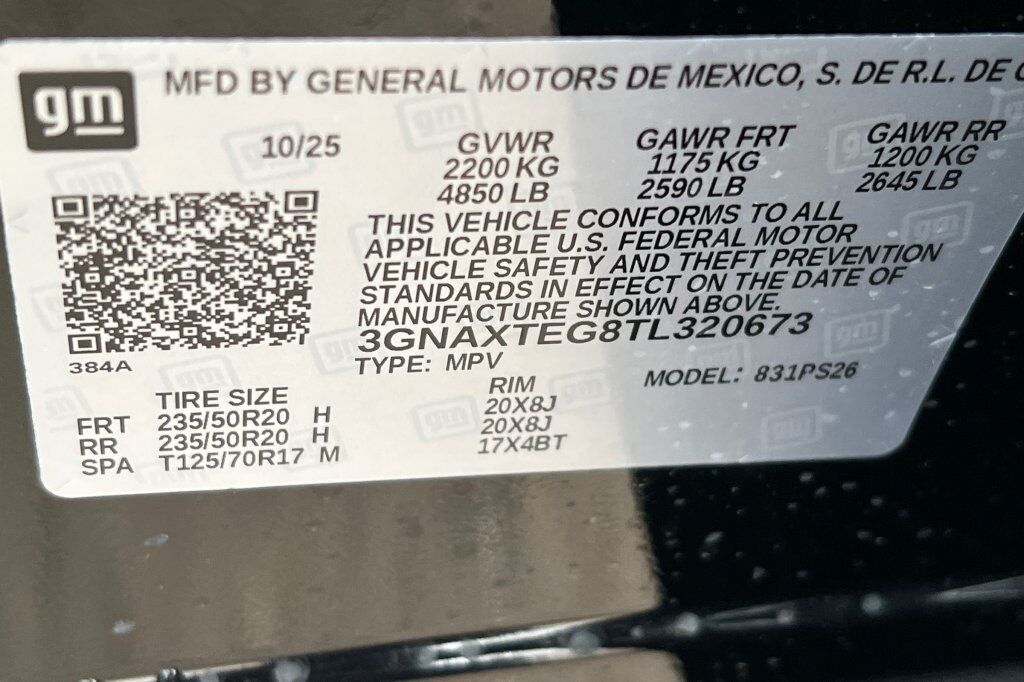 gm
MFD BY GENERAL MOTORS DE MEXICO, S. DE R.L. DE C
10/25
GVWR
2200 KG
4850 LB
GAWR FRT
1175 KG
2590 LB
GAWR RR
1200 KG
2645 LB
THIS VEHICLE CONFORMS TO ALL
APPLICABLE U.S. FEDERAL MOTOR
VEHICLE SAFETY AND THEFT PREVENTION
STANDARDS IN EFFECT ON THE DATE OF
MANUFACTURE SHOWN ABOVE.
3GNAXTEG8TL320673
TYPE: MPV
MODEL: 831PS26
384A
TIRE SIZE RIM
FRT 235/50R20 H 20X8J
RR 235/50R20 H 20X8J
SPA T125/70R17 M 17X4BT